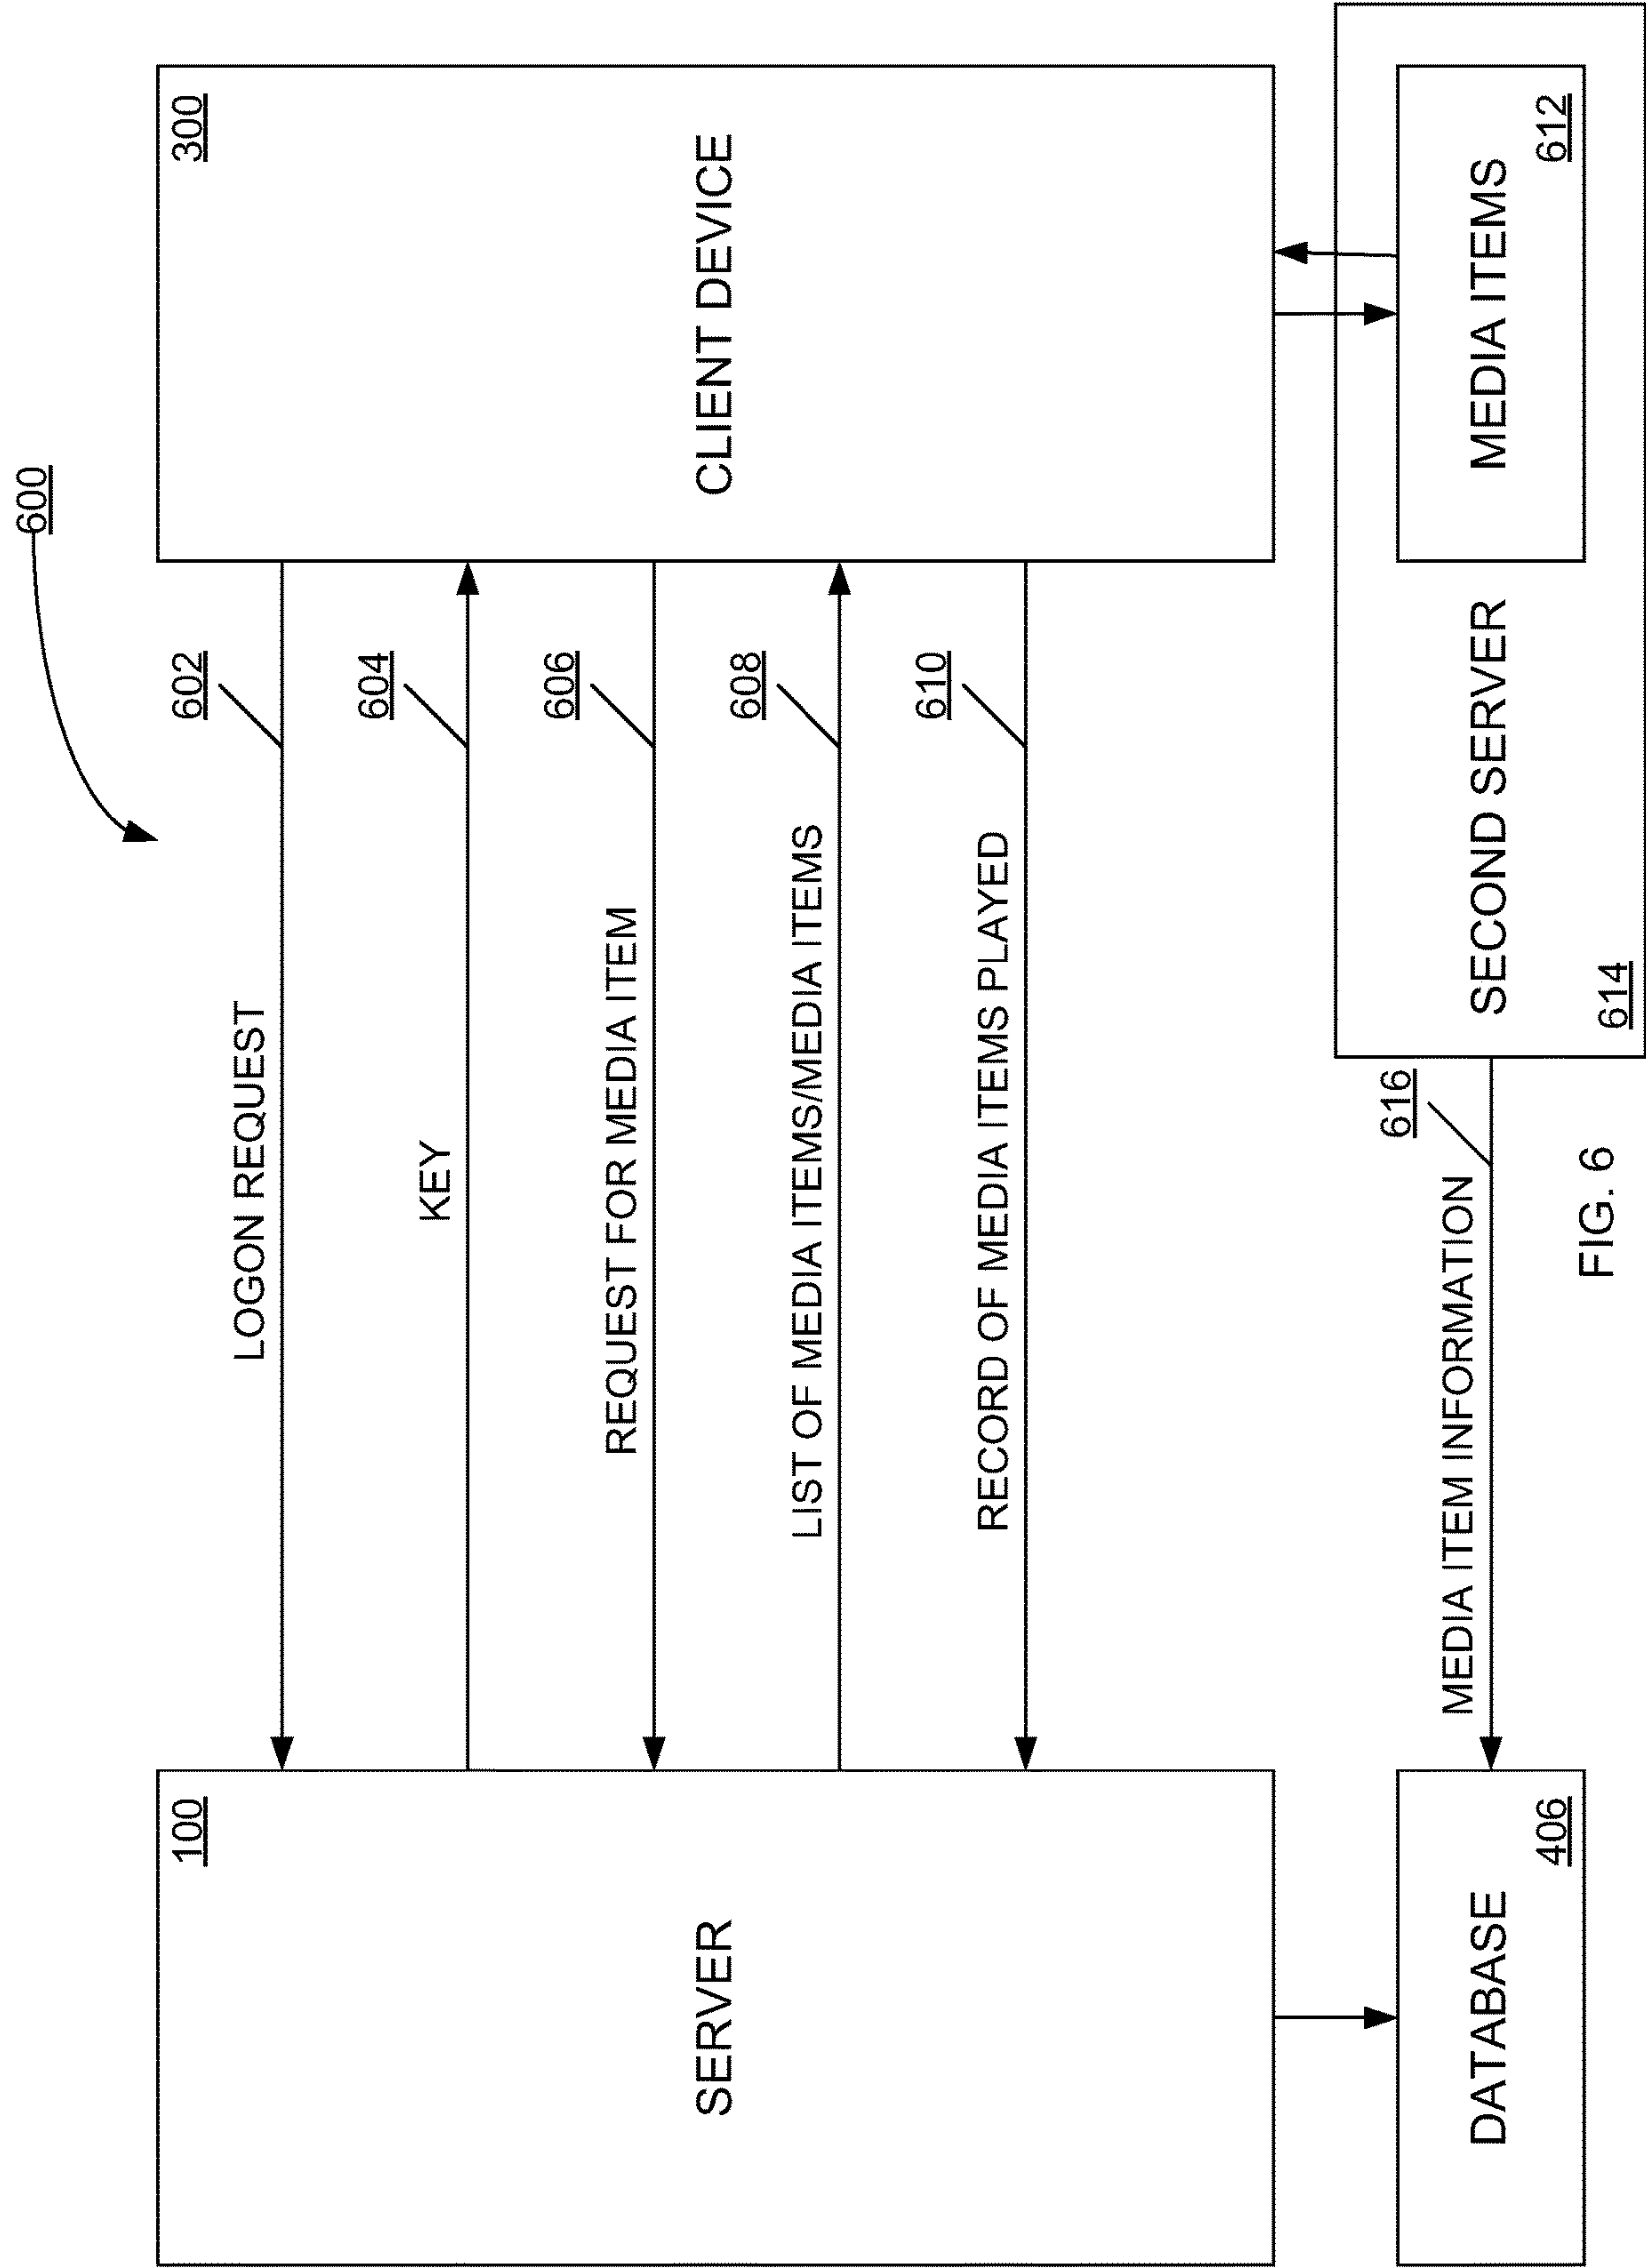 600
100
SERVER
300
CLIENT DEVICE
LOGON REQUEST
602
KEY
604
REQUEST FOR MEDIA ITEM
606
LIST OF MEDIA ITEMS/MEDIA ITEMS
608
RECORD OF MEDIA ITEMS PLAYED
610
DATABASE
406
MEDIA ITEM INFORMATION
616
SECOND SERVER
614
MEDIA ITEMS
612
FIG. 6